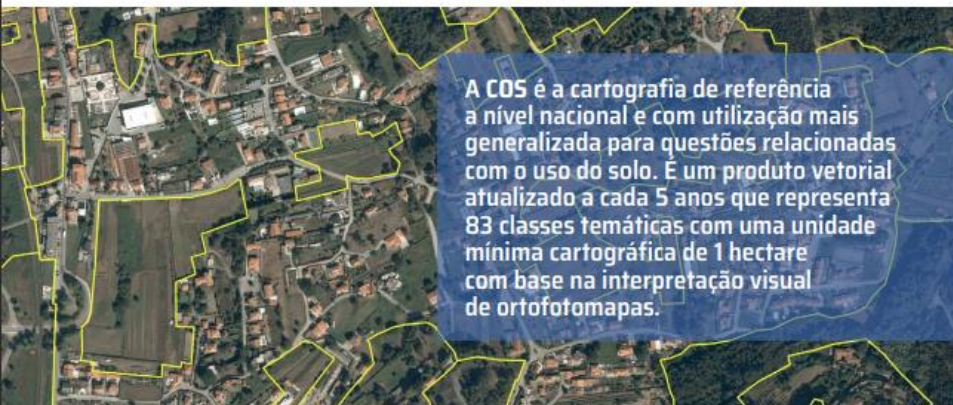 A COS é a cartografia de referência
a nível nacional e com utilização mais
generalizada para questões relacionadas
com o uso do solo. É um produto vetorial
atualizado a cada 5 anos que representa
83 classes temáticas com uma unidade
mínima cartográfica de 1 hectare
com base na interpretação visual
de ortofotomapas.